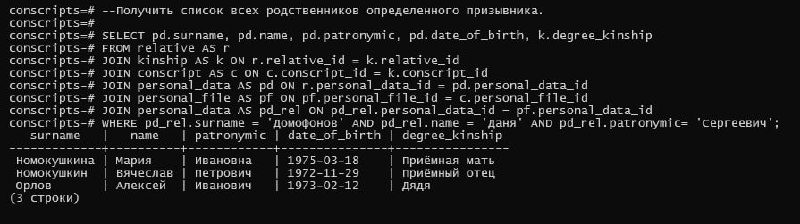 conscripts=# --Получить список всех родственников определенного призывника.
conscripts=#
conscripts=# SELECT pd.surname, pd.name, pd.patronymic, pd.date_of_birth, k.degree_kinship
conscripts-# FROM relative AS r
conscripts-# JOIN kinship AS k ON r.relative_id = k.relative_id
conscripts-# JOIN conscript AS c ON c.conscript_id = k.conscript_id
conscripts-# JOIN personal_data AS pd ON r.personal_data_id = pd.personal_data_id
conscripts-# JOIN personal_file AS pf ON pf.personal_file_id = c.personal_file_id
conscripts-# JOIN personal_data AS pd_rel ON pd_rel.personal_data_id = pf.personal_data_id
conscripts-# WHERE pd_rel.surname = 'Домофонов' AND pd_rel.name = 'Даня' AND pd_rel.patronymic= 'Сергеевич';
surname | name | patronymic | date_of_birth | degree_kinship
------------+-----------+------------+---------------+----------------
Номокушкина | Мария | Ивановна | 1975-03-18 | Приёмная мать
Номокушкин | Вячеслав | Петрович | 1972-11-29 | Приёмный отец
Орлов | Алексей | Иванович | 1973-02-12 | Дядя
(3 строки)